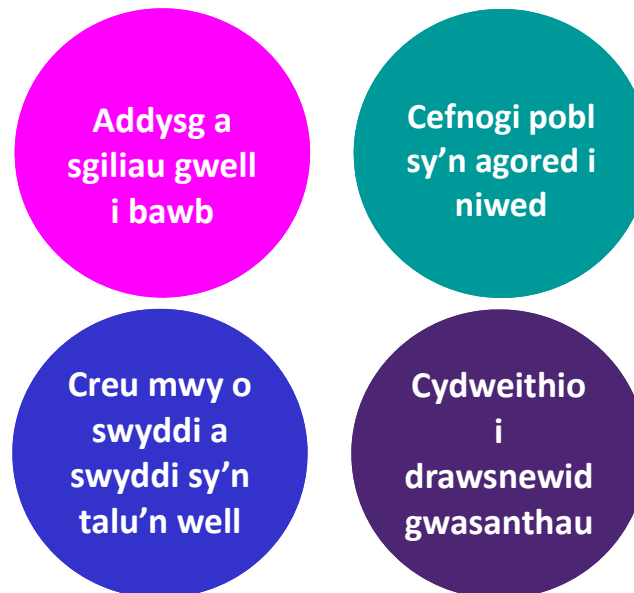 Addysg a
sgiliau gwell
i bawb
Cefnogi pobl
sy’n agored i
niwed
Creu mwy o
swyddi a
swyddi sy’n
talu’n well
Cydweithio
i
drawsnewid
gwasanthau